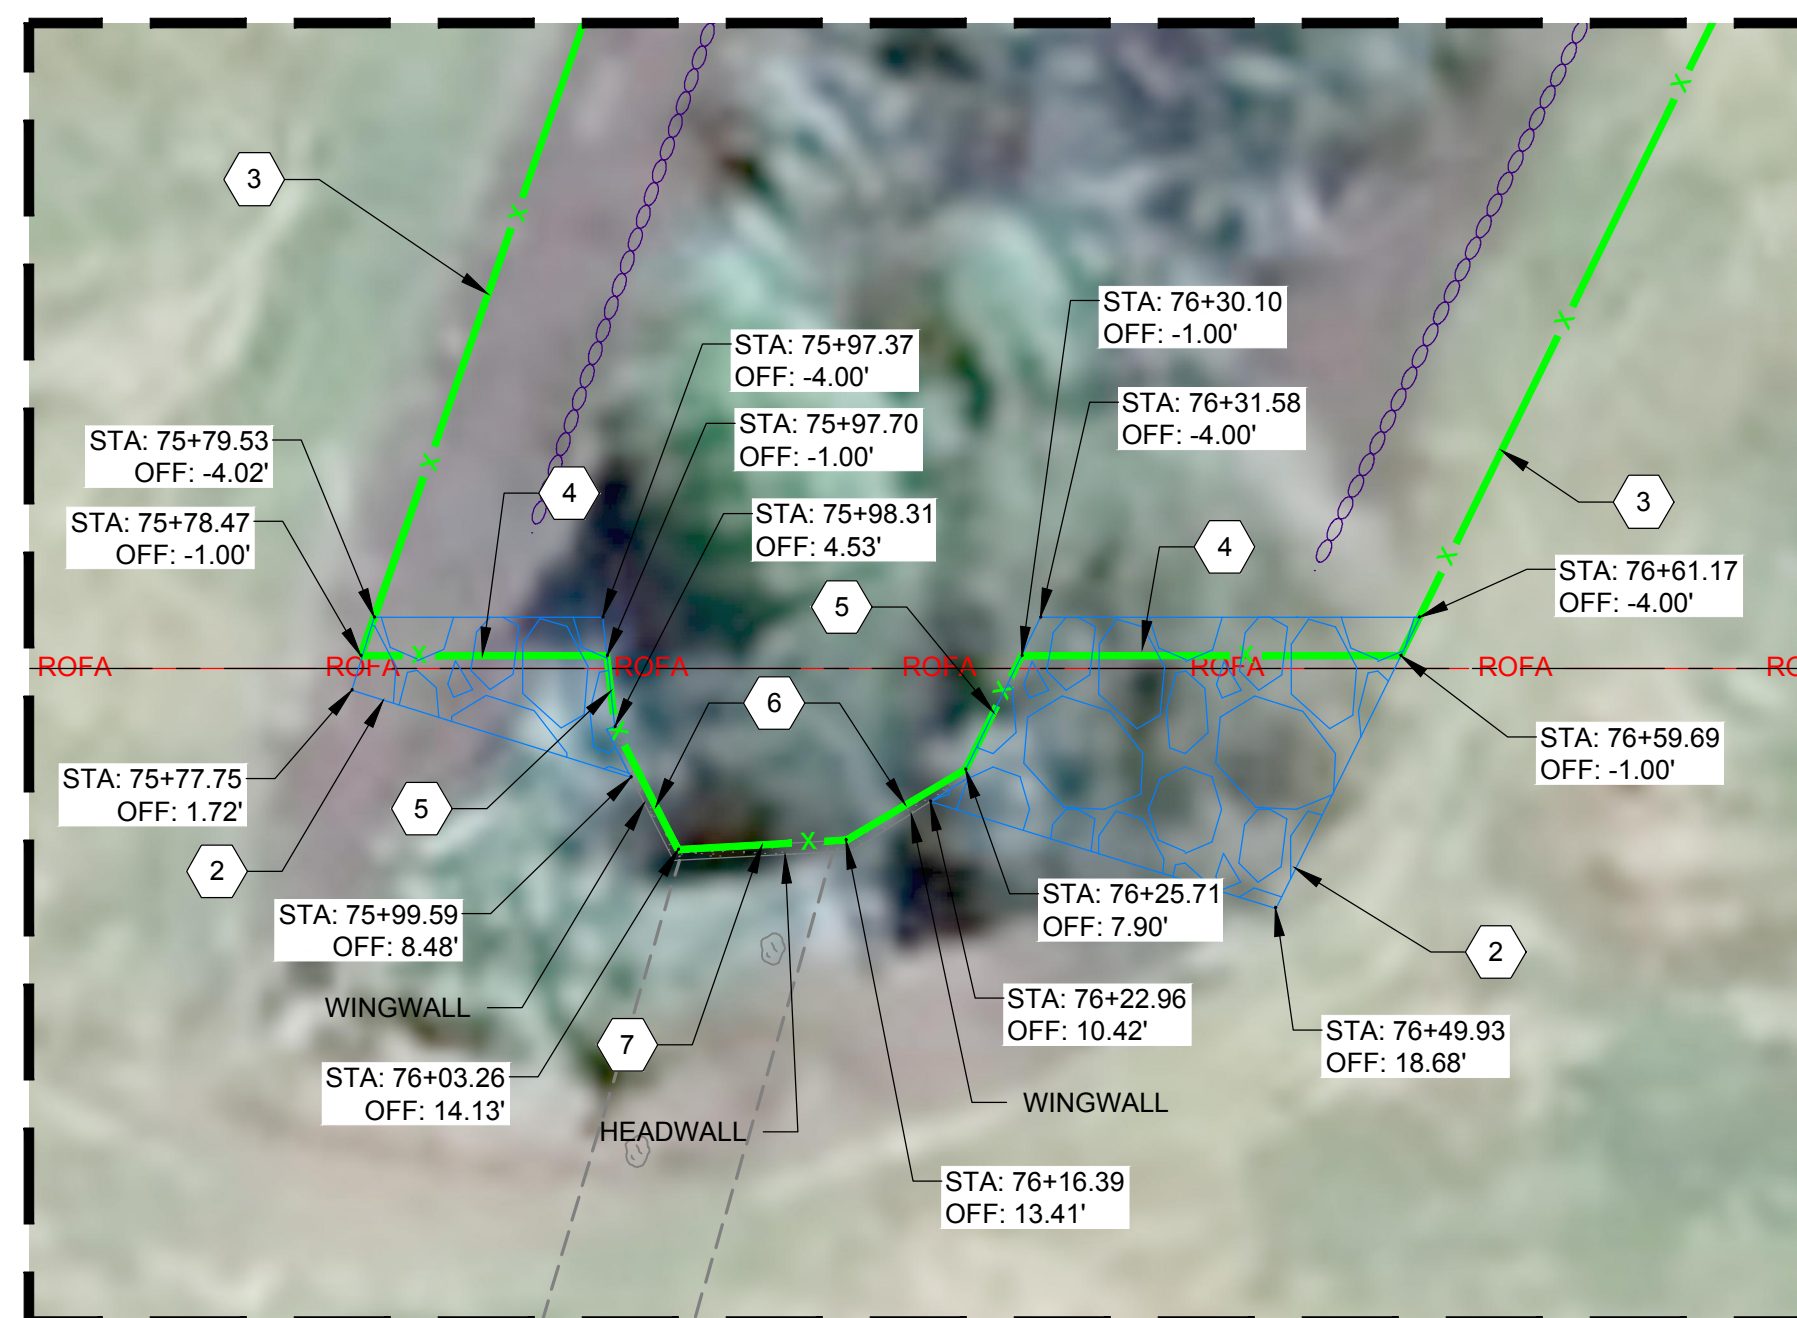 3
STA: 76+30.10
OFF: -1.00'
STA: 75+97.37
OFF: -4.00'
STA: 76+31.58
OFF: -4.00'
STA: 75+97.70
OFF: -1.00'
STA: 75+79.53
OFF: -4.02'
4
3
STA: 75+98.31
OFF: 4.53'
STA: 75+78.47
OFF: -1.00'
4
STA: 76+61.17
OFF: -4.00'
5
ROFA ROFA ROFA ROFA ROFA ROFA RO
6
STA: 76+59.69
OFF: -1.00'
STA: 75+77.75
OFF: 1.72'
5
2
STA: 76+25.71
OFF: 7.90'
STA: 75+99.59
OFF: 8.48'
2
WINGWALL
STA: 76+22.96
OFF: 10.42'
7
STA: 76+49.93
OFF: 18.68'
STA: 76+03.26
OFF: 14.13'
WINGWALL
HEADWALL
STA: 76+16.39
OFF: 13.41'
X
X
X
X
X
X
X
X
X
X